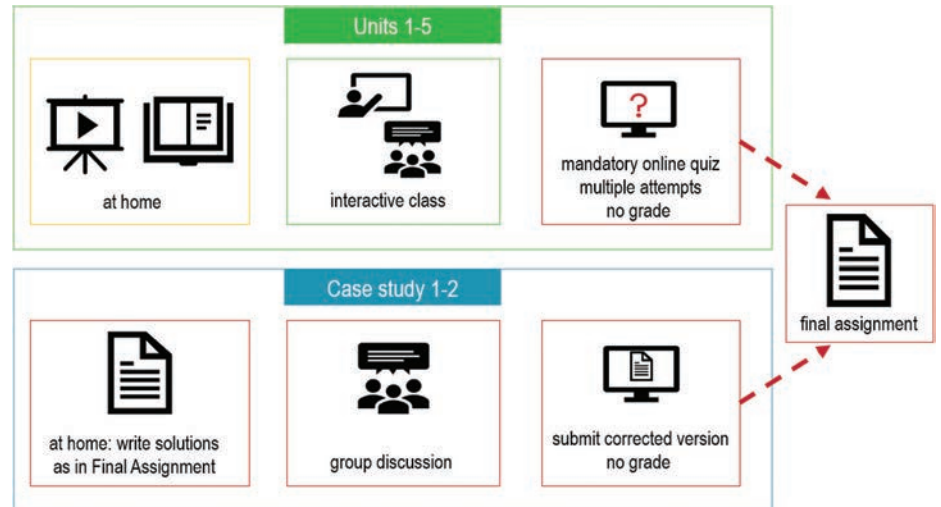 Units 1-5
at home
interactive class
?
mandatory online quiz
multiple attempts
no grade
final assignment
Case study 1-2
at home: write solutions
as in Final Assignment
group discussion
submit corrected version
no grade